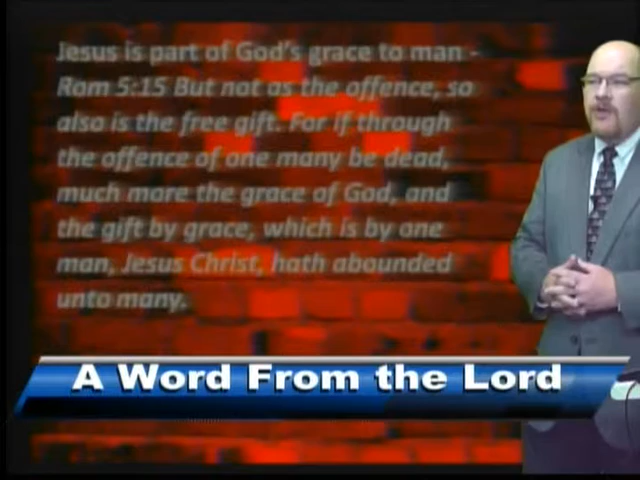 Jesus is part of God's grace to man -
Rom 5:15 But not as the offence, so
also is the free gift. For if through
the offence of one many be dead,
much more the grace of God, and
the gift by grace, which is by one
man, Jesus Christ, hath abounded
unto many.
A Word From the Lord